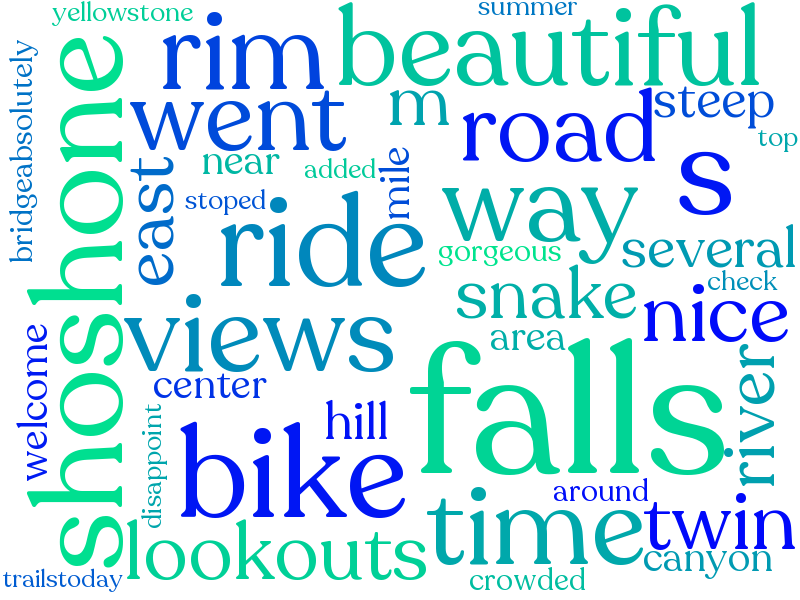 yellowstone
summer
rim
beautiful
bridgeabsolutely
shoshone
went
m
road
steep
top
near
added
mile
s
east
stoped
ride
way
gorgeous
several
check
snake
nice
views
area
welcome
center
falls
river
disappoint
hill
bike
around
time
twin
lookouts
canyon
trailstoday
crowded